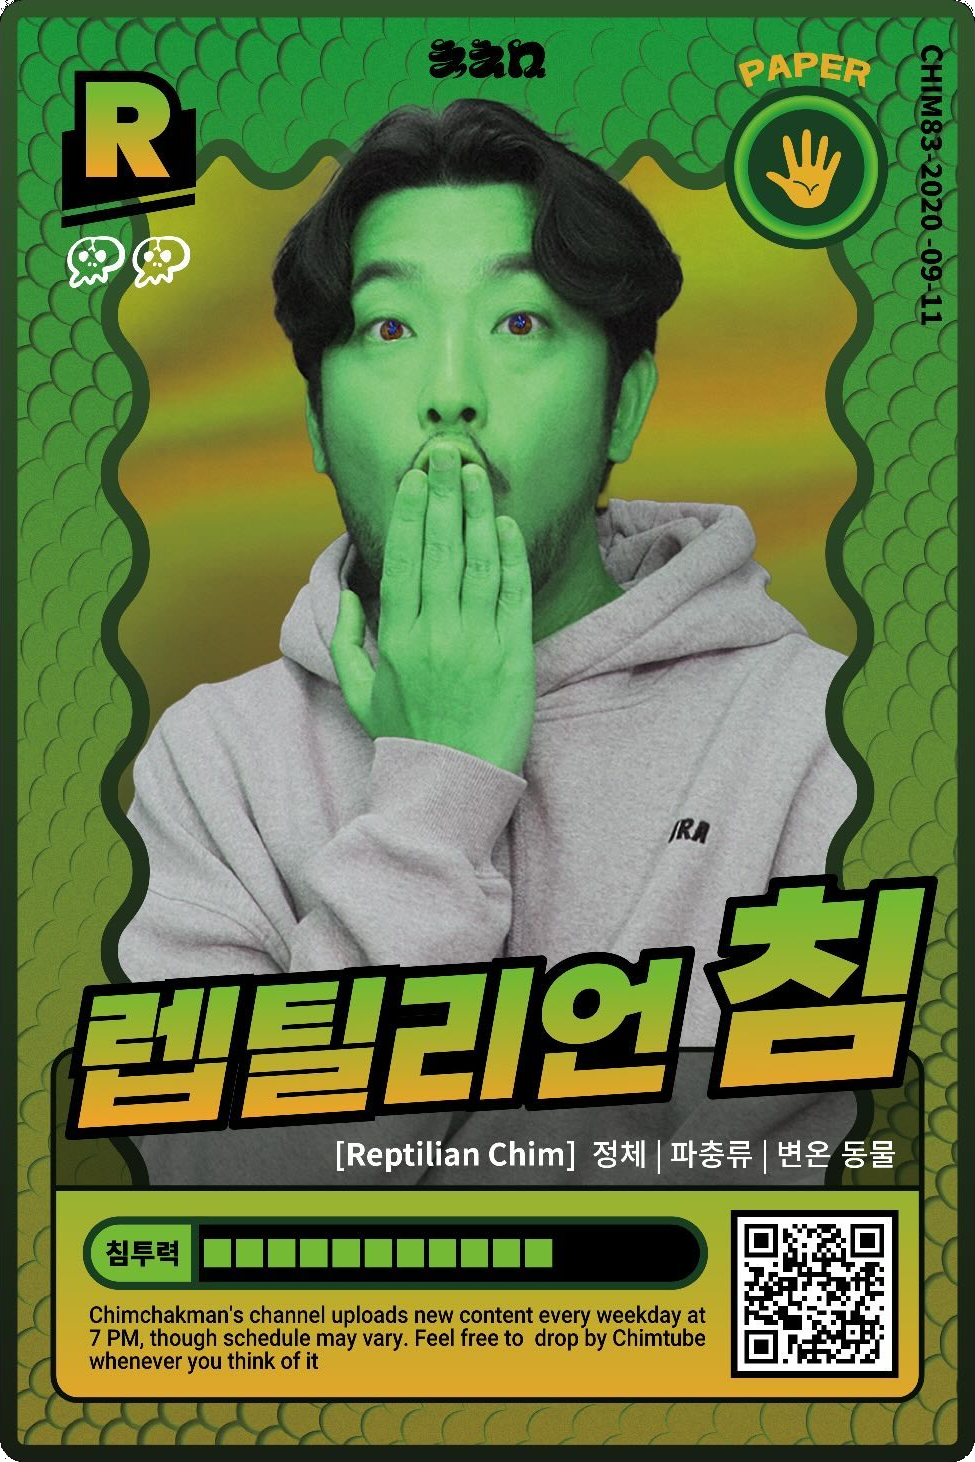 R
PAPER
CHIM83-2020 -09-11
렙틸리언 침
[Reptilian Chim] 정체 | 파충류 | 변온 동물
침투력
Chimchakman's channel uploads new content every weekday at
7 PM, though schedule may vary. Feel free to drop by Chimtube
whenever you think of it